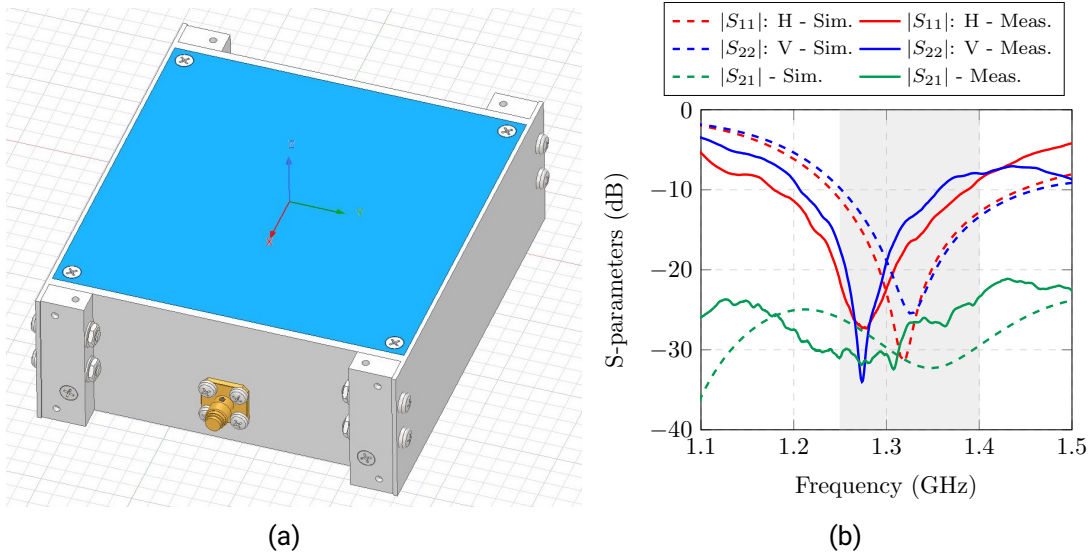 |S11|: H - Sim. |S11|: H - Meas.
|S22|: V - Sim. |S22|: V - Meas.
|S21| - Sim. |S21| - Meas.
0
−10
−20
−30
−40
S-parameters (dB)
1.1 1.2 1.3 1.4 1.5
Frequency (GHz)
(a) (b)